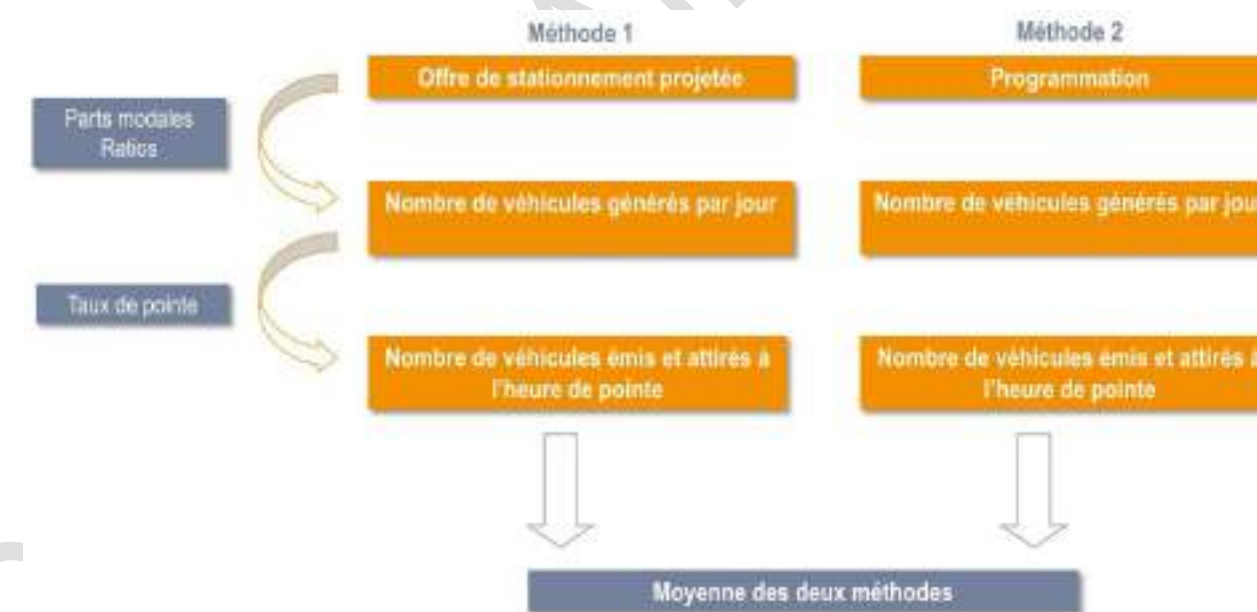 Méthode 1
Méthode 2
Offre de stationnement projetée
Programmation
Parts modales
Ratios
Nombre de véhicules générés par jour
Nombre de véhicules générés par jour
Taux de pointe
Nombre de véhicules émis et attirés à
l'heure de pointe
Nombre de véhicules émis et attirés à
l'heure de pointe
Moyenne des deux méthodes